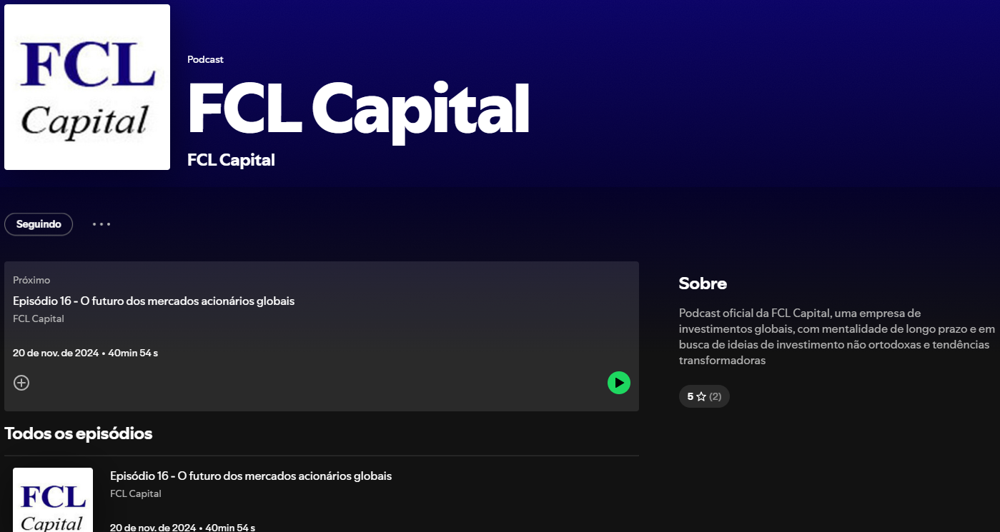 FCL
Capital
Podcast
FCL Capital
FCL Capital
Seguindo
Próximo
Episódio 16 - O futuro dos mercados acionários globais
FCL Capital
20 de nov. de 2024 • 40min 54 s
Sobre
Podcast oficial da FCL Capital, uma empresa de
investimentos globais, com mentalidade de longo prazo e em
busca de ideias de investimento não ortodoxas e tendências
transformadoras
5 ☆ (2)
Todos os episódios
FCL
Capital
Episódio 16 - O futuro dos mercados acionários globais
FCL Capital
20 de nov. de 2024 • 40min 54 s